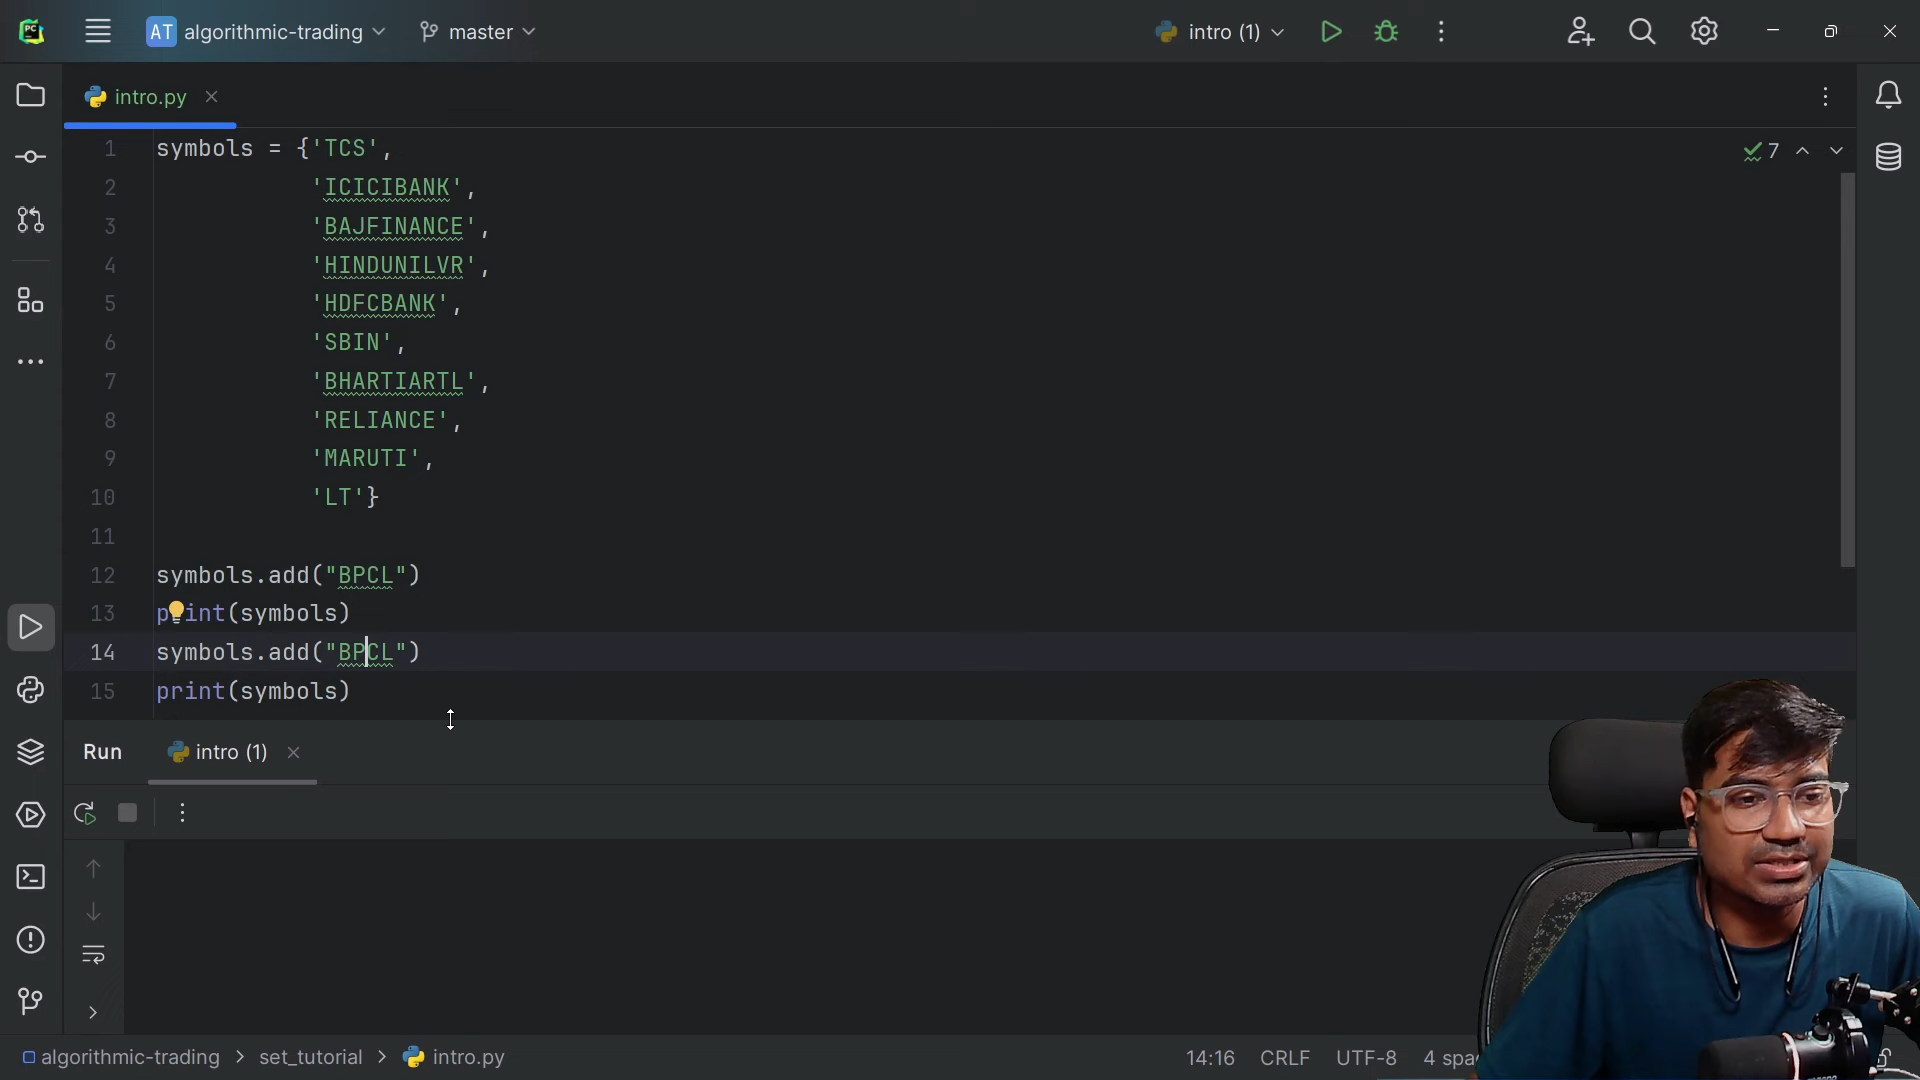 PC AT algorithmic-trading master intro (1)
intro.py
1 symbols = {'TCS', 7
2 'ICICIBANK',
3 'BAJFINANCE',
4 'HINDUNILVR',
5 'HDFCBANK',
6 'SBIN',
7 'BHARTIARTL',
8 'RELIANCE',
9 'MARUTI',
10 'LT'}
11
12 symbols.add("BPCL")
13 print(symbols)
14 symbols.add("BPCL")
15 print(symbols)
Run intro (1)
algorithmic-trading > set_tutorial > intro.py 14:16 CRLF UTF-8 4